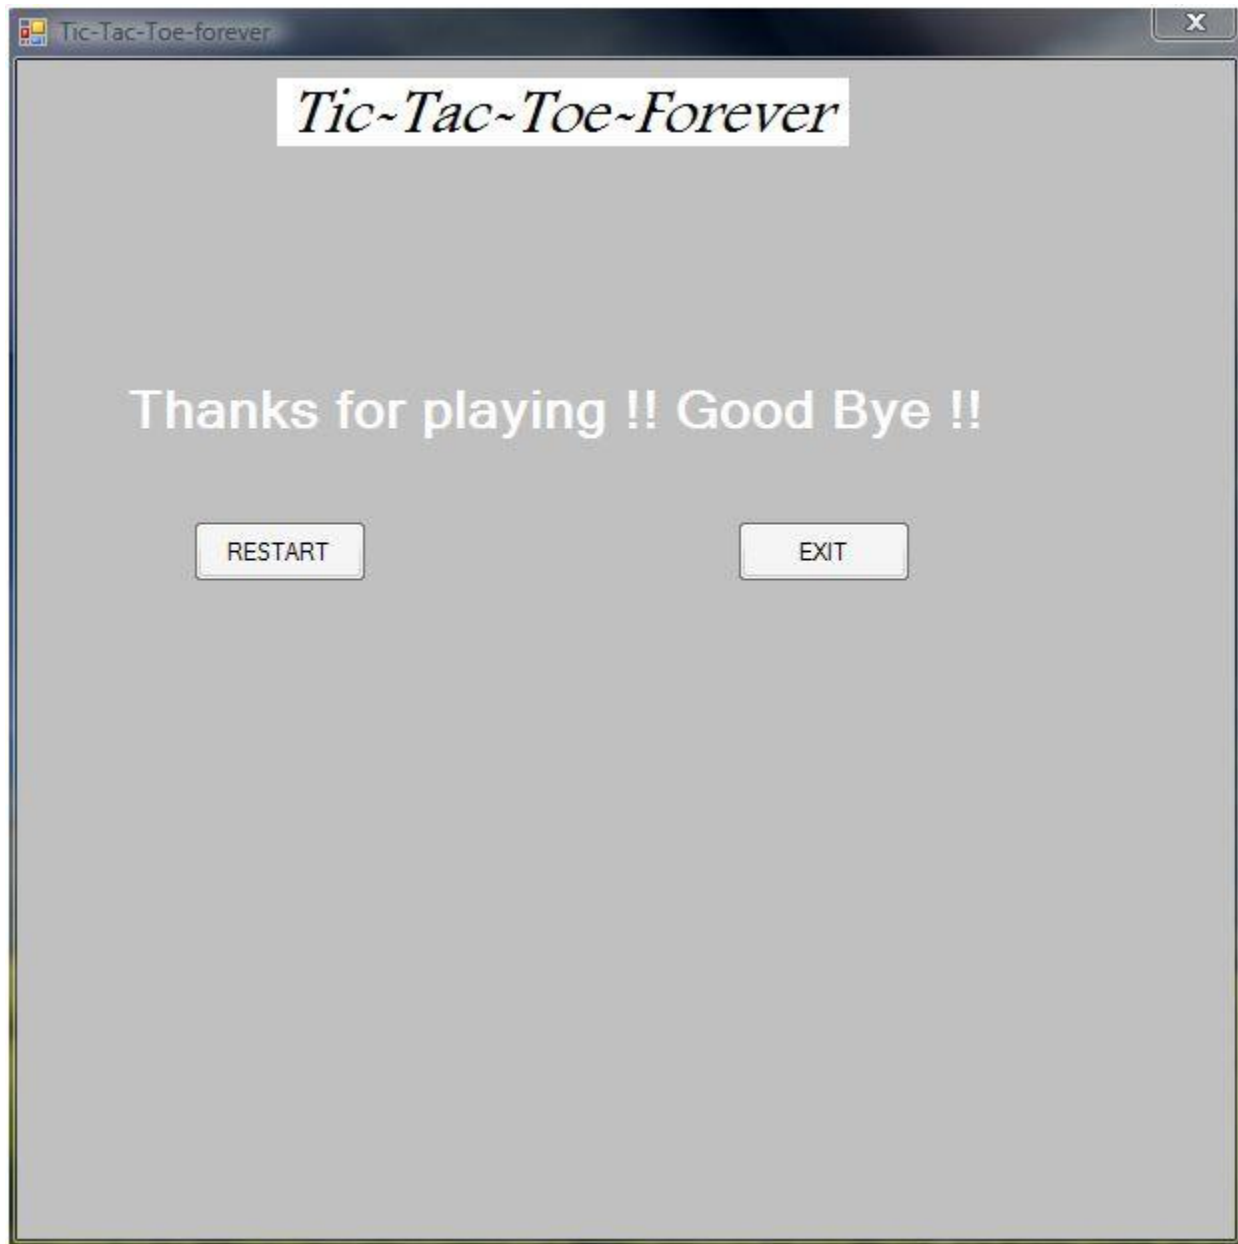 Tic-Tac-Toe-forever
Tic-Tac-Toe-Forever
Thanks for playing !! Good Bye !!
RESTART
EXIT